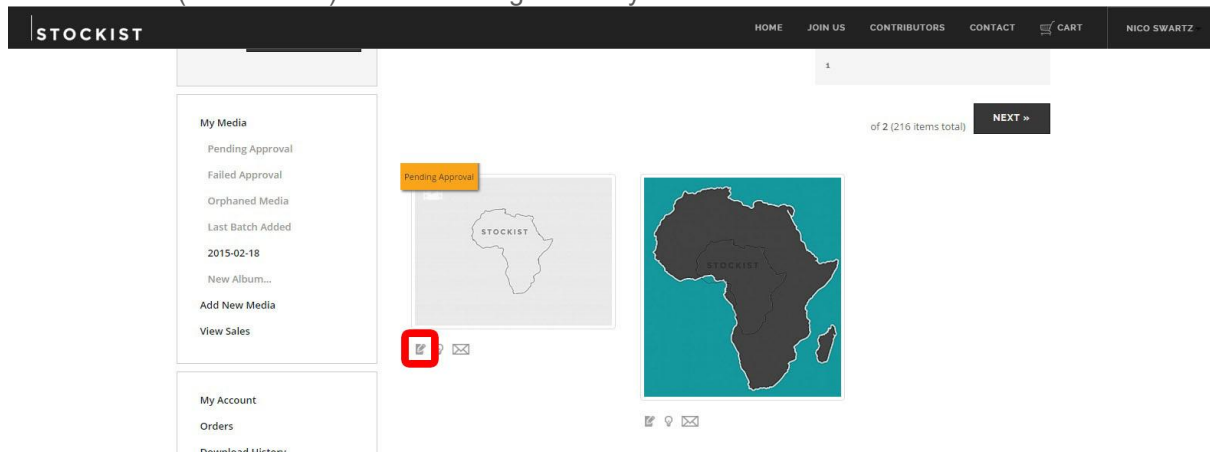 STOCKIST
HOME JOIN US CONTRIBUTORS CONTACT CART NICO SWARTZ
1
of 2 (216 items total) NEXT »
My Media
Pending Approval
Failed Approval
Orphaned Media
Last Batch Added
2015-02-18
New Album...
Add New Media
View Sales
My Account
Orders
Download History
Pending Approval
STOCKIST
STOCKIST